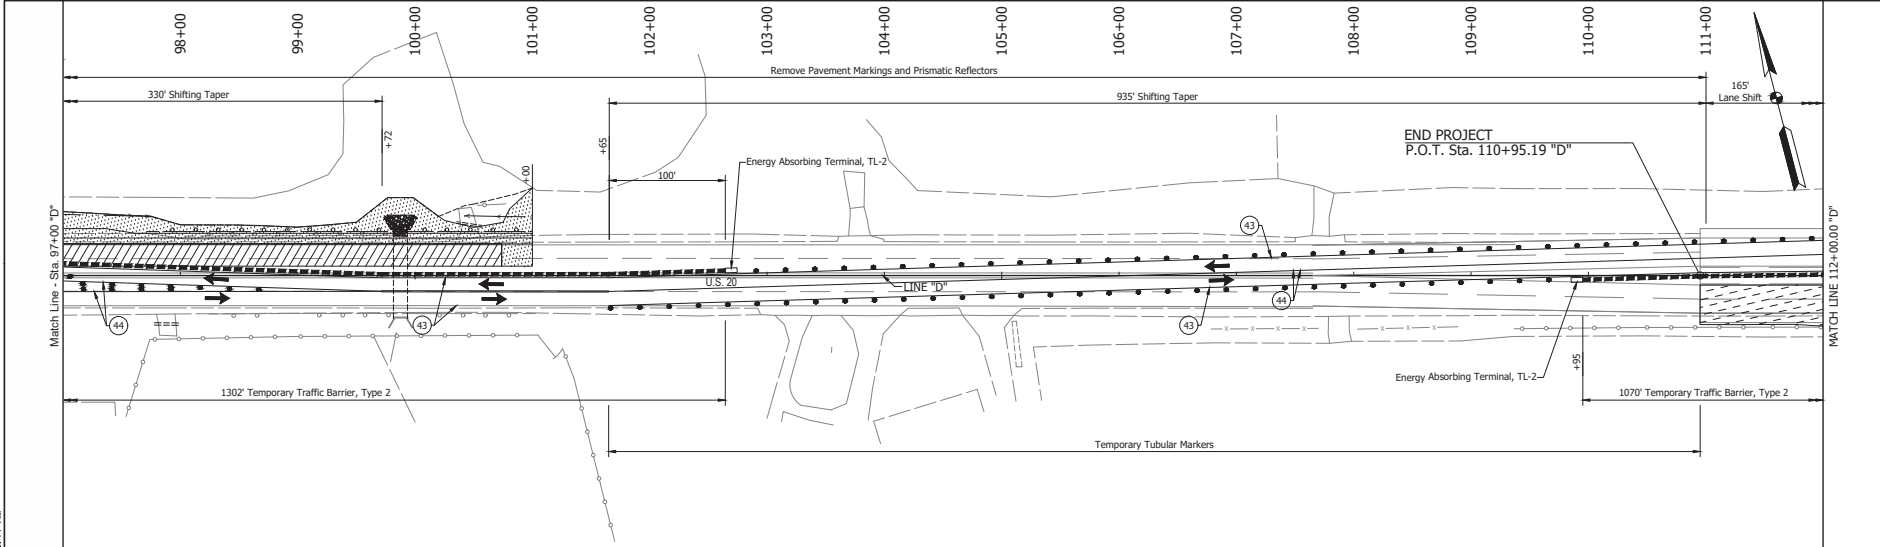 98+00
99+00
100+00
101+00
102+00
103+00
104+00
105+00
106+00
107+00
108+00
109+00
110+00
111+00
Remove Pavement Markings and Prismatic Reflectors
330' Shifting Taper
935' Shifting Taper
165'
Lane Shift
+72
+65
+00
END PROJECT
P.O.T. Sta. 110+95.19 "D"
Energy Absorbing Terminal, TL-2
100'
Match Line - Sta. 97+00 "D"
MATCH LINE 112+00.00 "D"
43
U.S. 20
LINE "D"
44
44
43
43
+95
Energy Absorbing Terminal, TL-2
1302' Temporary Traffic Barrier, Type 2
1070' Temporary Traffic Barrier, Type 2
Temporary Tubular Markers